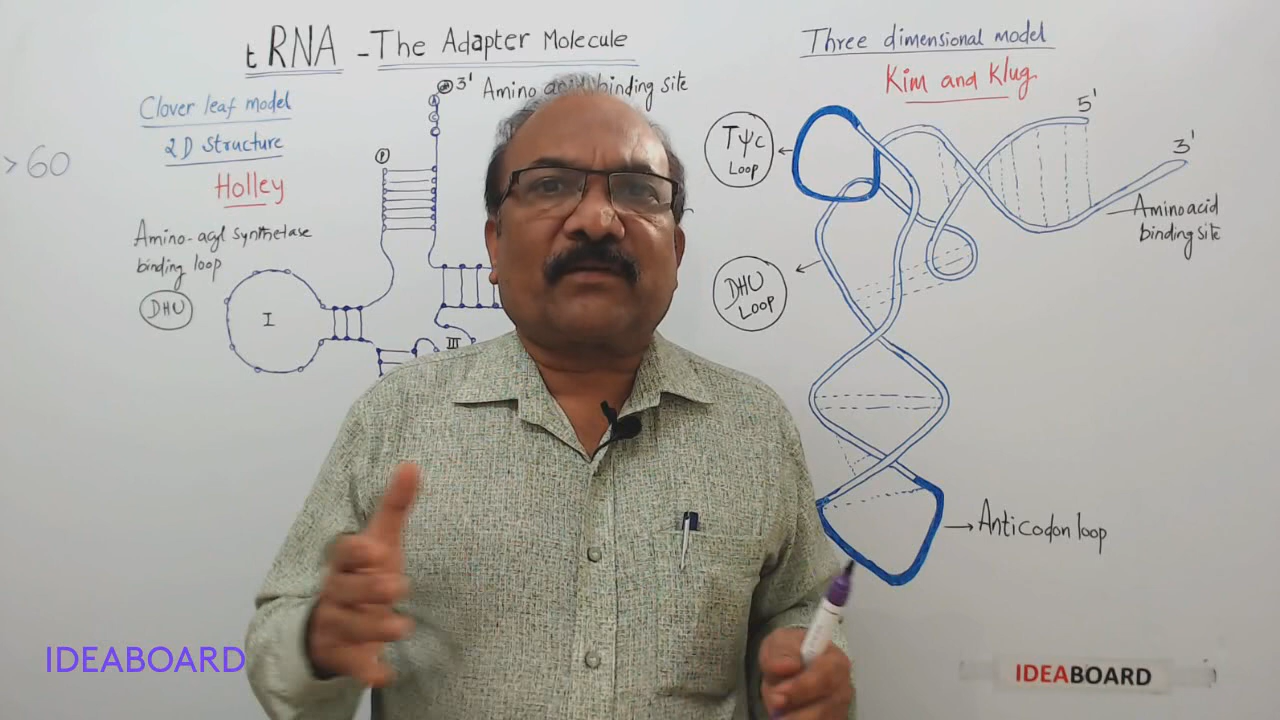 tRNA - The Adapter Molecule
Clover leaf model
2D structure
Holley
> 60
Amino-acyl synthetase
binding loop
DHU
I
III
P
A
C
C
3' Amino acid binding site
Three dimensional model
Kim and Klug
5'
3'
TΨC
Loop
DHU
Loop
Aminoacid
binding site
Anticodon loop
IDEABOARD
IDEABOARD